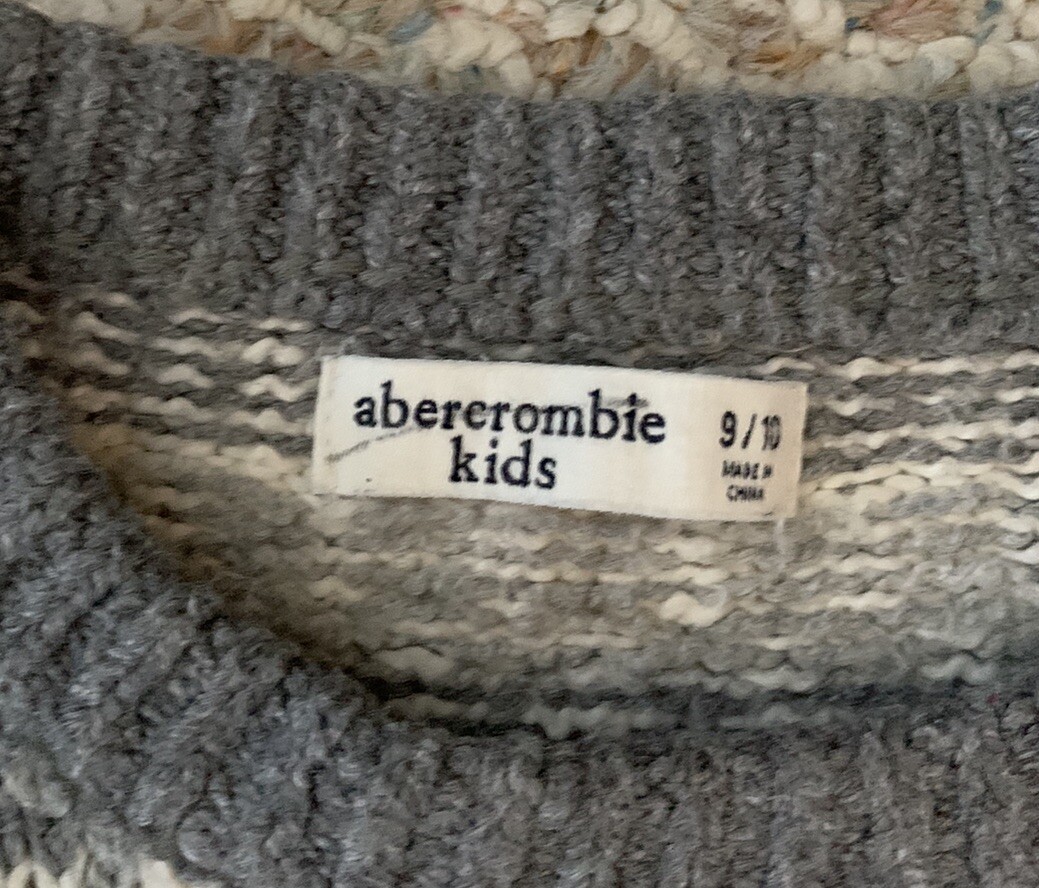 abercrombie
kids
9/10
MADE IN
CHINA